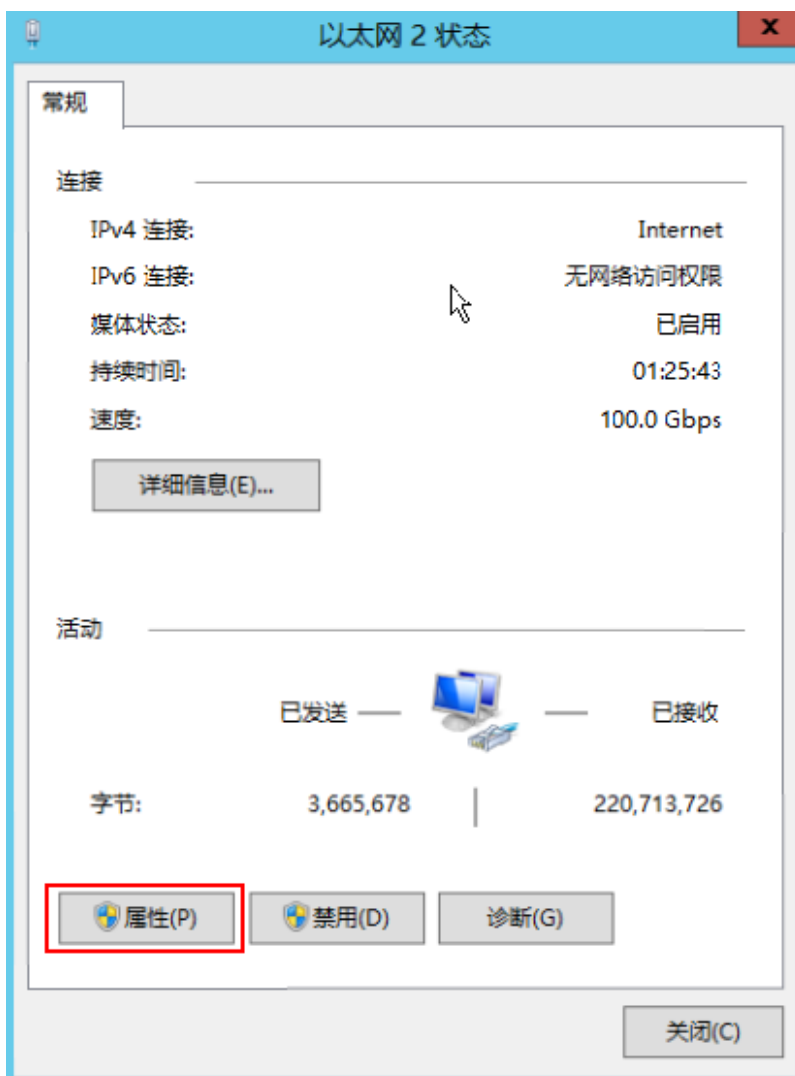 以太网 2 状态
常规
连接
IPv4 连接: Internet
IPv6 连接: 无网络访问权限
媒体状态: 已启用
持续时间: 01:25:43
速度: 100.0 Gbps
详细信息(E)...
活动
已发送 已接收
字节: 3,665,678 220,713,726
属性(P) 禁用(D) 诊断(G)
关闭(C)